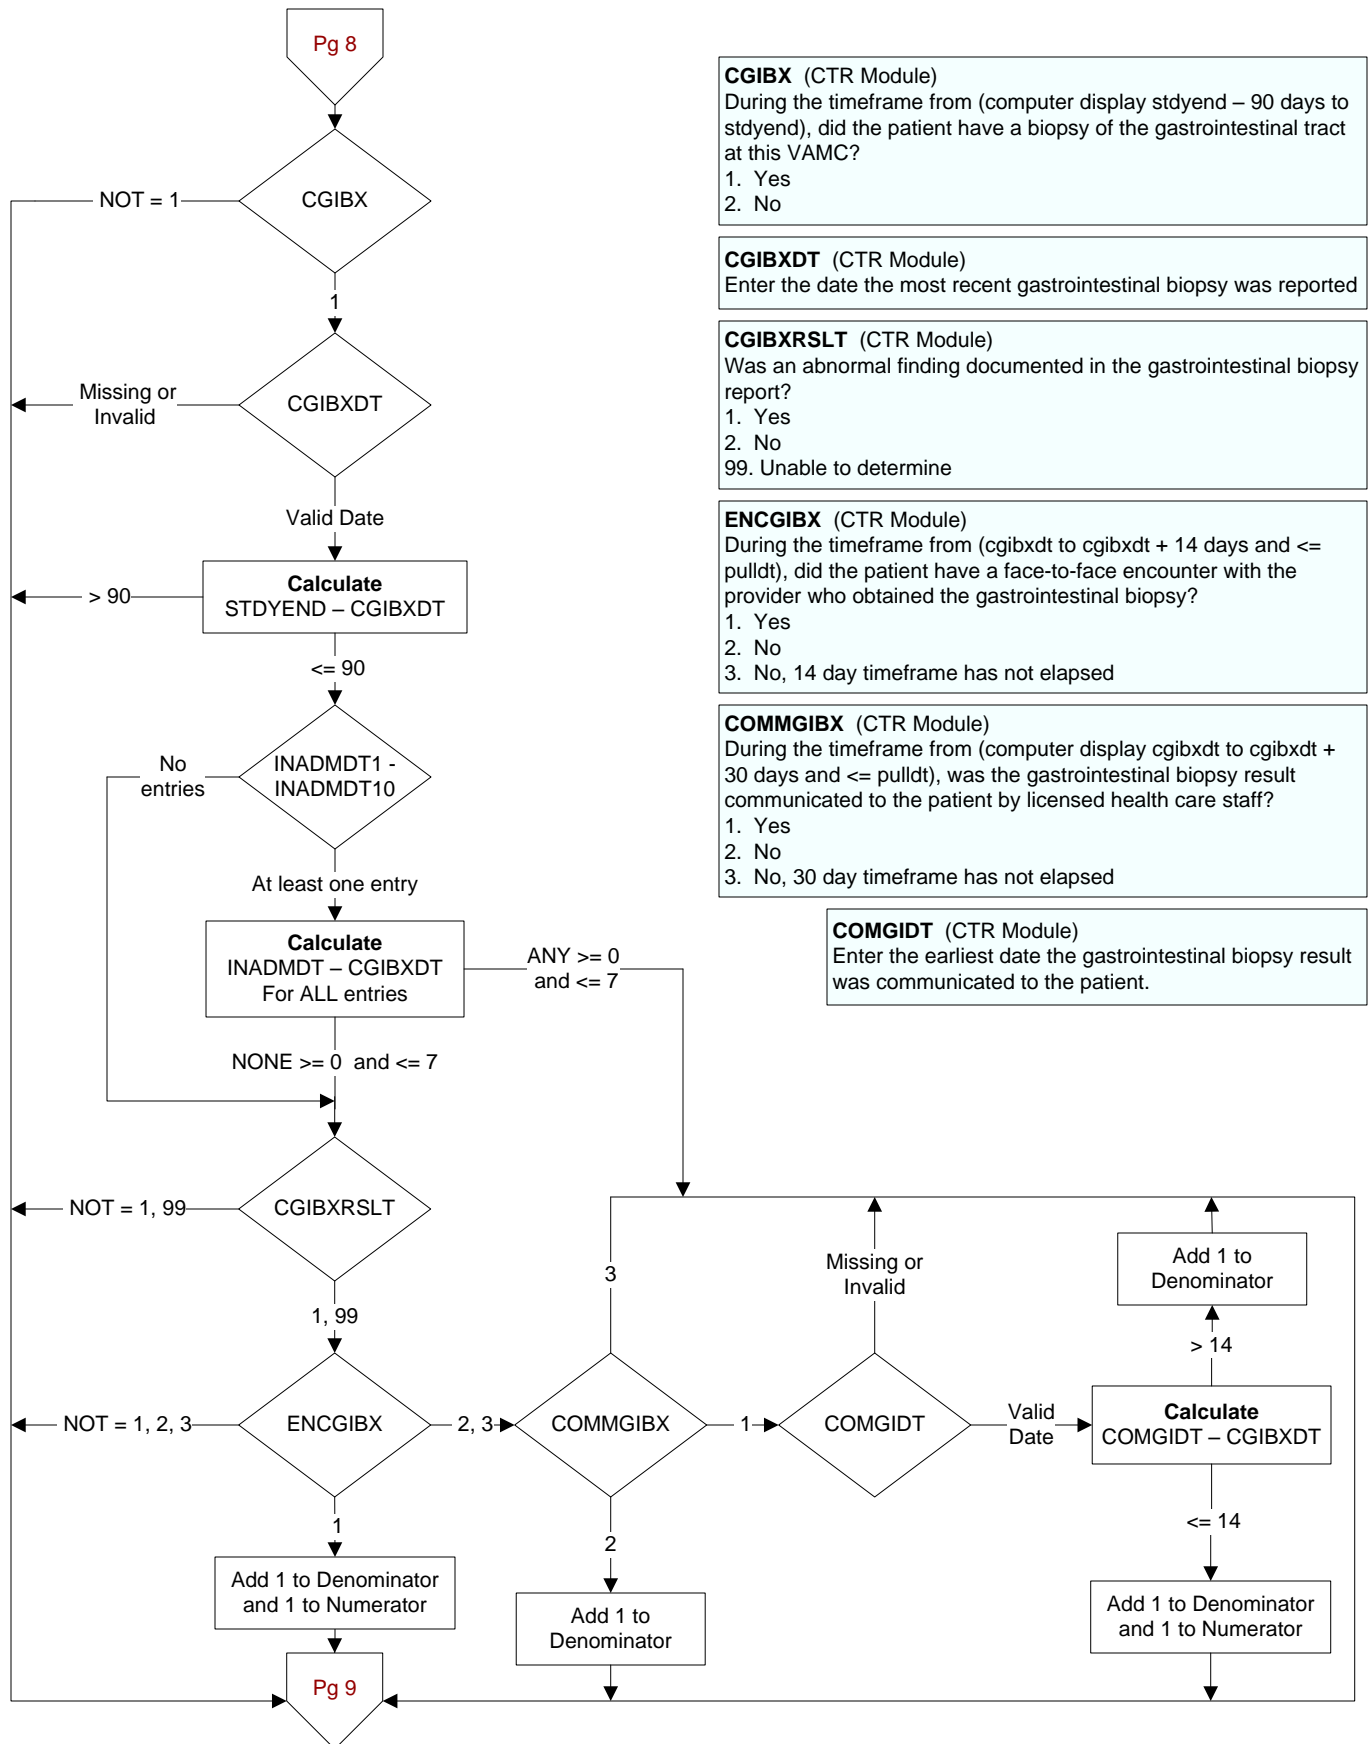 Pg 8
CGIBX
NOT = 1
1
CGIBXDT
Missing or
Invalid
Valid Date
Calculate
STDYEND – CGIBXDT
> 90
<= 90
INADMDT1 -
INADMDT10
No
entries
At least one entry
Calculate
INADMDT – CGIBXDT
For ALL entries
ANY >= 0
and <= 7
NONE >= 0 and <= 7
CGIBXRSLT
NOT = 1, 99
1, 99
ENCGIBX
NOT = 1, 2, 3
2, 3
1
Add 1 to Denominator
and 1 to Numerator
Pg 9
COMMGIBX
3
1
2
Add 1 to
Denominator
COMGIDT
Missing or
Invalid
Valid
Date
Calculate
COMGIDT – CGIBXDT
> 14
Add 1 to
Denominator
<= 14
Add 1 to Denominator
and 1 to Numerator
CGIBX (CTR Module)
During the timeframe from (computer display stdyend – 90 days to
stdyend), did the patient have a biopsy of the gastrointestinal tract
at this VAMC?
1. Yes
2. No
CGIBXDT (CTR Module)
Enter the date the most recent gastrointestinal biopsy was reported
CGIBXRSLT (CTR Module)
Was an abnormal finding documented in the gastrointestinal biopsy
report?
1. Yes
2. No
99. Unable to determine
ENCGIBX (CTR Module)
During the timeframe from (cgibxdt to cgibxdt + 14 days and <=
pulldt), did the patient have a face-to-face encounter with the
provider who obtained the gastrointestinal biopsy?
1. Yes
2. No
3. No, 14 day timeframe has not elapsed
COMMGIBX (CTR Module)
During the timeframe from (computer display cgibxdt to cgibxdt +
30 days and <= pulldt), was the gastrointestinal biopsy result
communicated to the patient by licensed health care staff?
1. Yes
2. No
3. No, 30 day timeframe has not elapsed
COMGIDT (CTR Module)
Enter the earliest date the gastrointestinal biopsy result
was communicated to the patient.